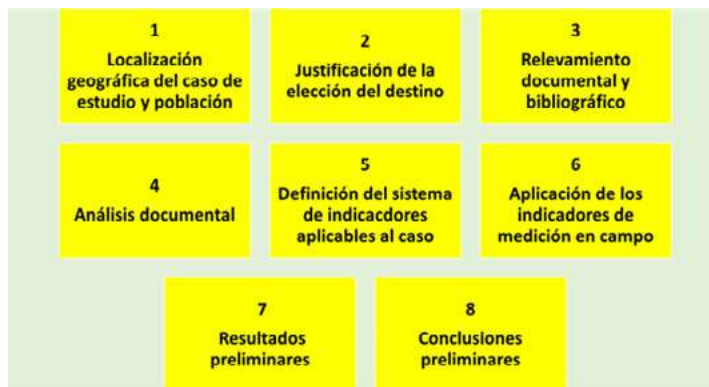 1
Localización
geográfica del caso de
estudio y población
2
Justificación de la
elección del destino
3
Relevamiento
documental y
bibliográfico
4
Análisis documental
5
Definición del sistema
de indicacdores
aplicables al caso
6
Aplicación de los
indicadores de
medición en campo
7
Resultados
preliminares
8
Conclusiones
preliminares